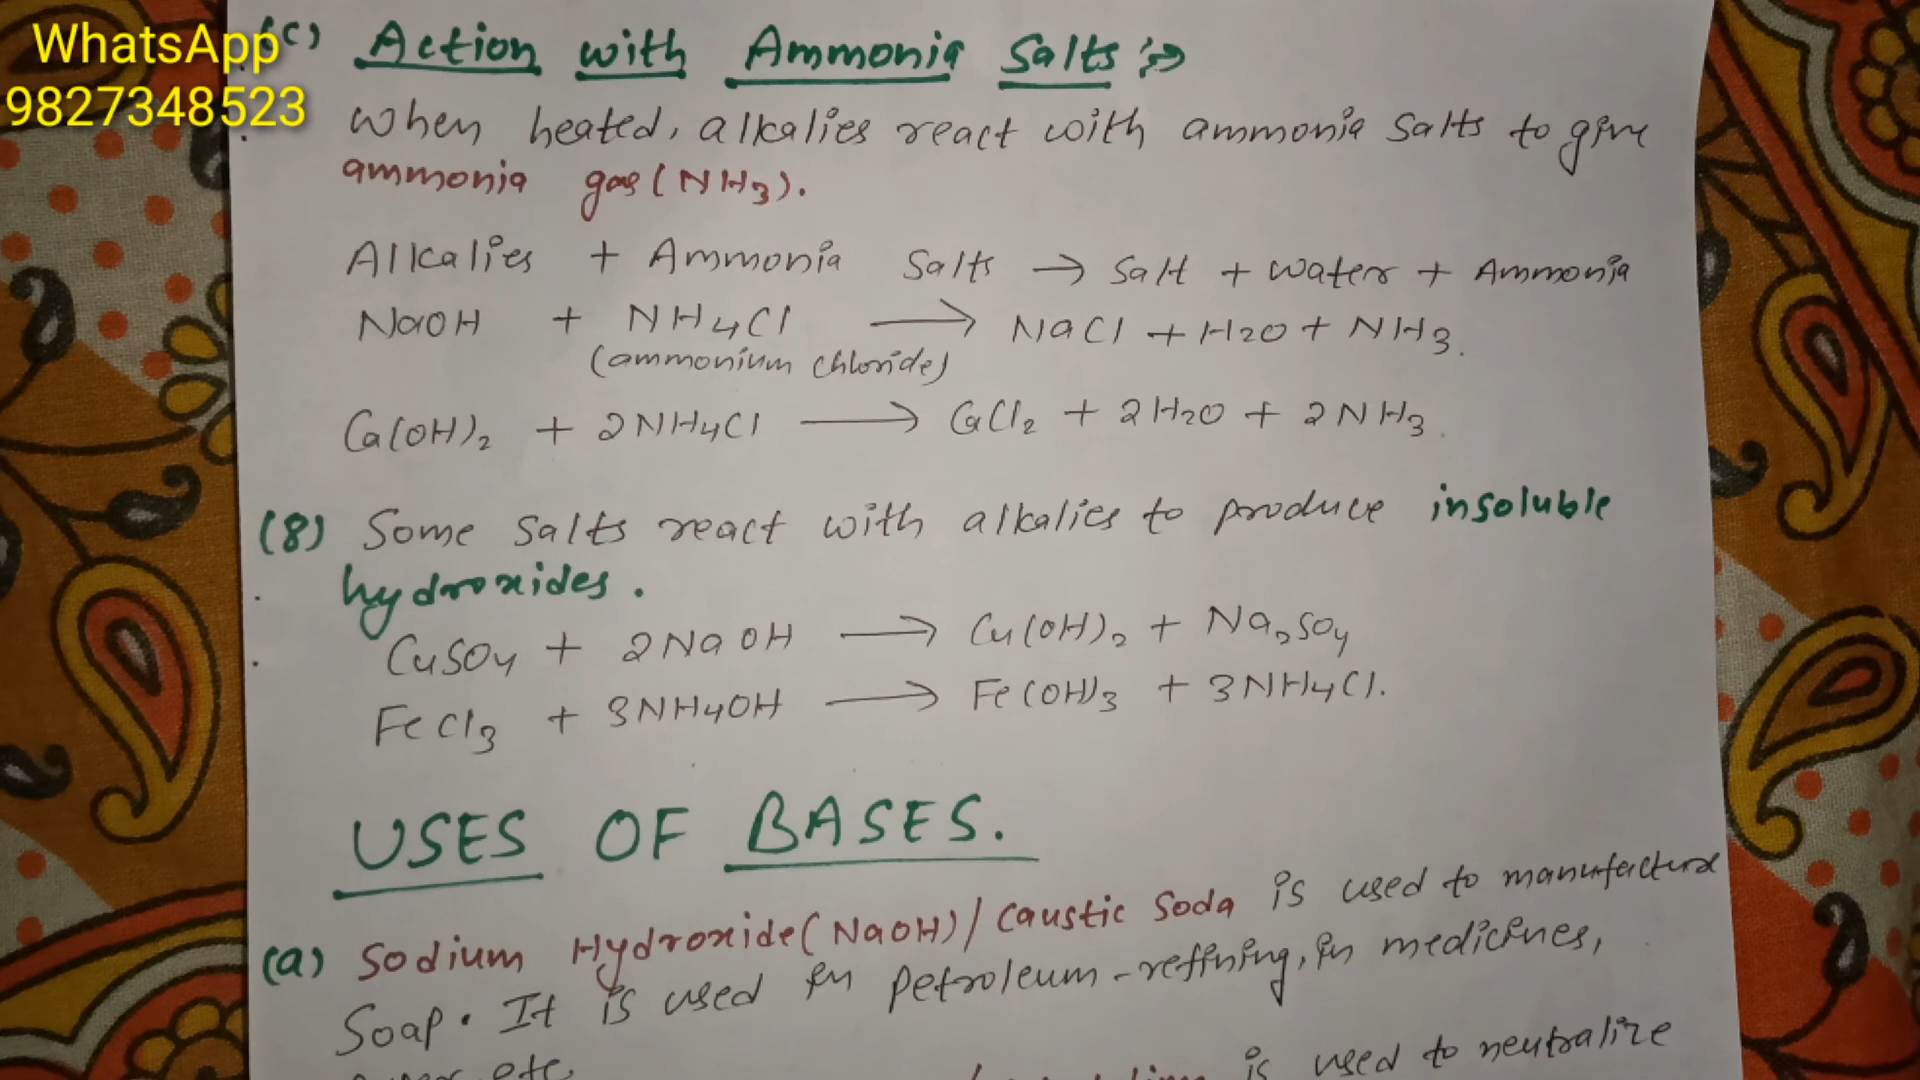 WhatsApp
9827348523
(c) Action with Ammonia Salts :→
When heated, alkalies react with ammonia salts to give
ammonia gas (NH3).
Alkalies + Ammonia Salts → Salt + water + Ammonia
NaOH + NH4Cl → NaCl + H2O + NH3.
(ammonium chloride)
Ca(OH)2 + 2NH4Cl → CaCl2 + 2H2O + 2NH3.
(8) Some salts react with alkalies to produce insoluble
hydroxides.
CuSO4 + 2NaOH → Cu(OH)2 + Na2SO4
FeCl3 + 3NH4OH → Fe(OH)3 + 3NH4Cl.
USES OF BASES.
(a) Sodium Hydroxide(NaOH)/Caustic Soda is used to manufacture
Soap. It is used in petroleum-refining, in medicines,
etc.
is used to neutralize